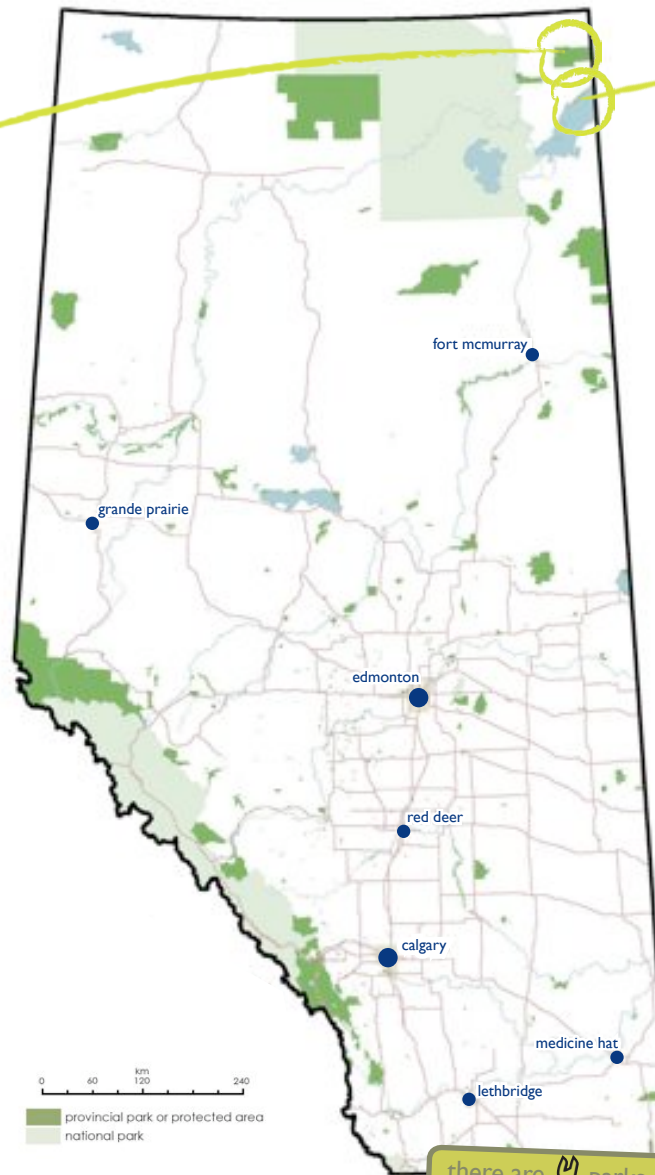 fort mcmurray
grande prairie
edmonton
red deer
calgary
medicine hat
lethbridge
km
0 60 120 240
provincial park or protected area
national park
there are parks